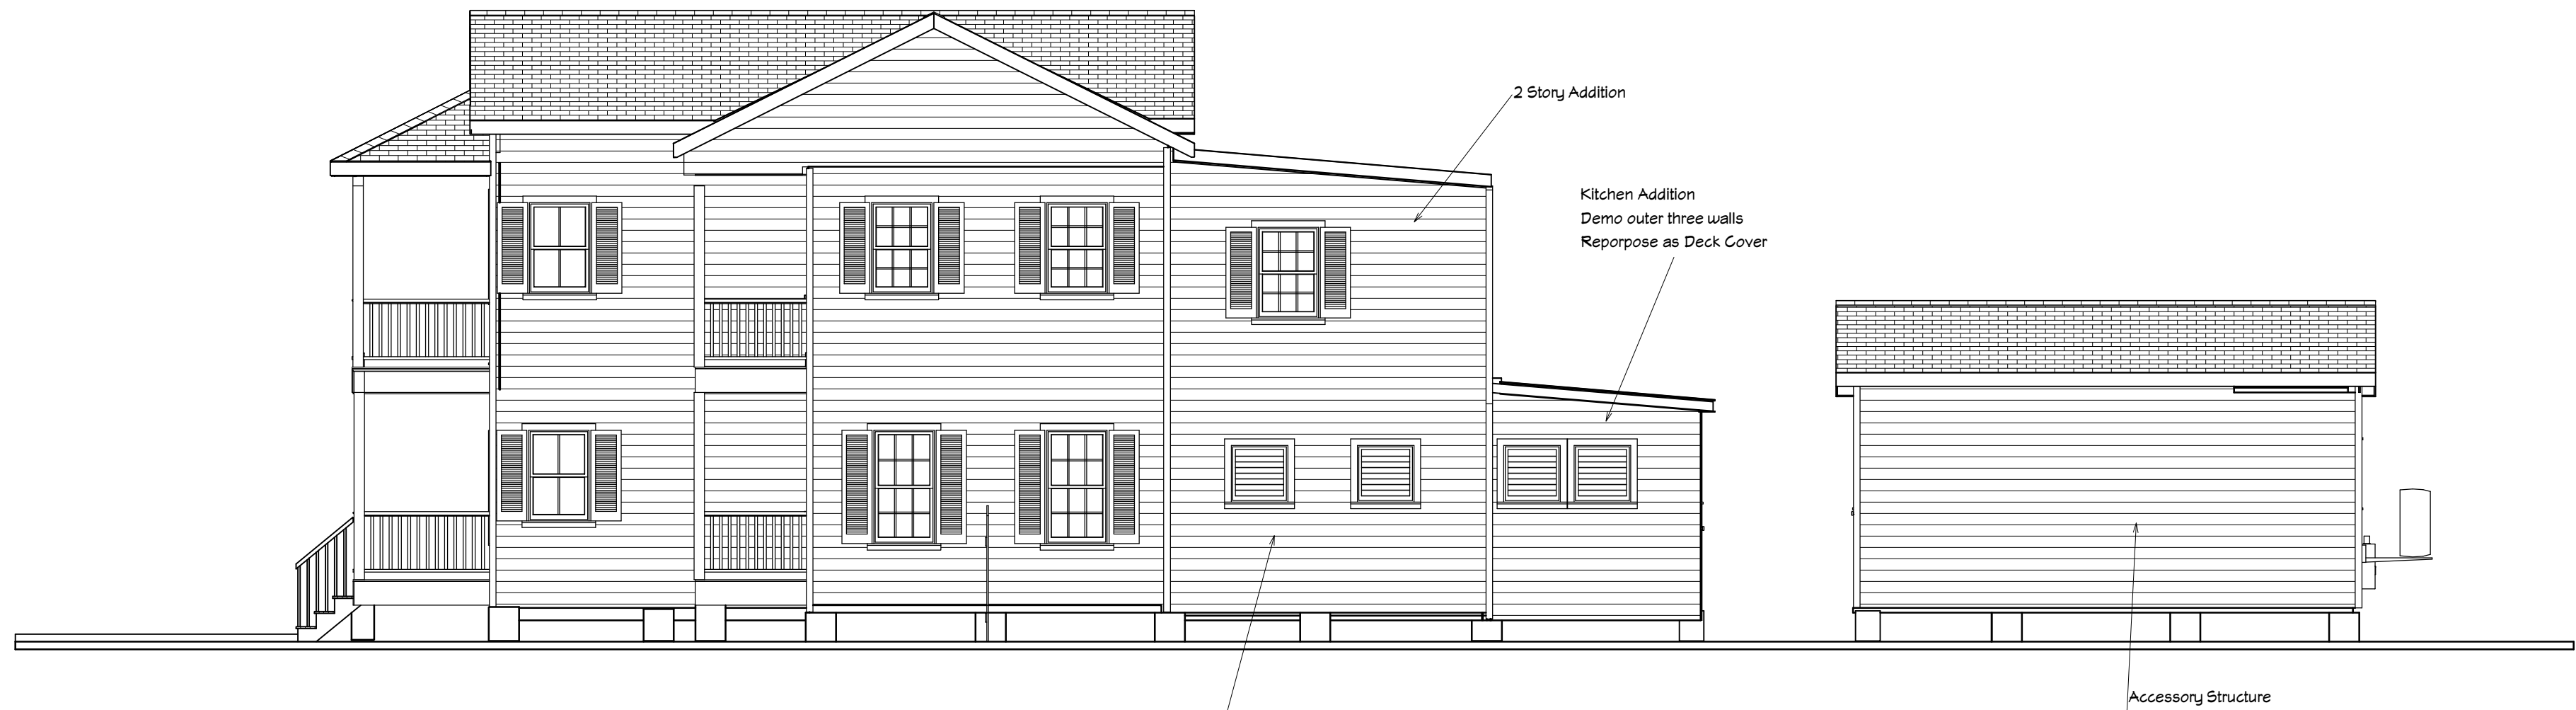 2 Story Addition
Kitchen Addition
Demo outer three walls
Reporpose as Deck Cover
Accessory Structure